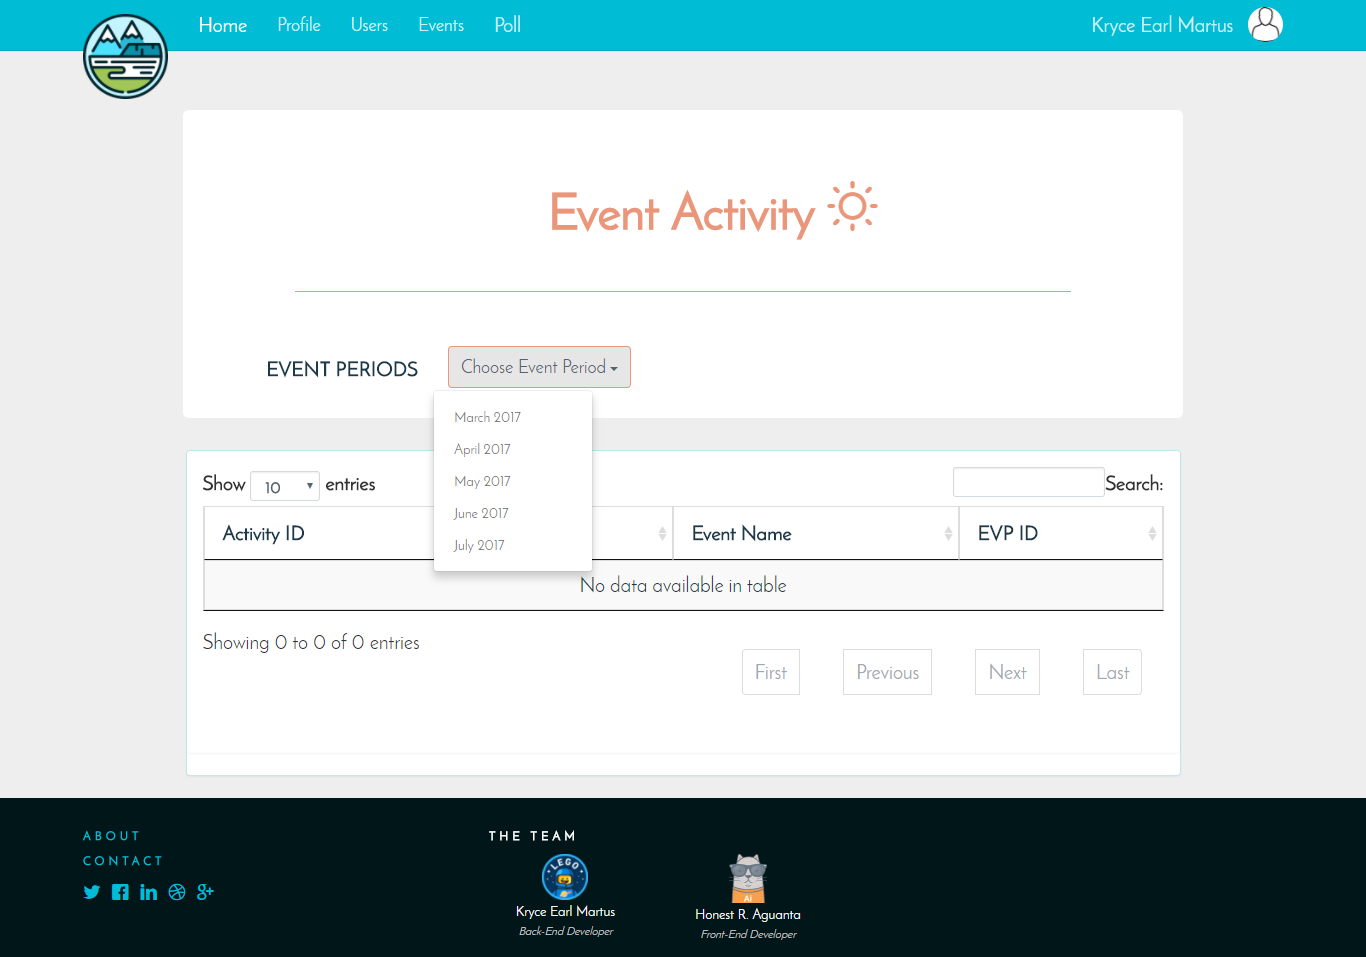 Home Profile Users Events Poll Kryce Earl Martus
Event Activity
EVENT PERIODS Choose Event Period
March 2017
April 2017
May 2017
June 2017
July 2017
Show 10 entries Search:
Activity ID Event Name EVP ID
No data available in table
Showing 0 to 0 of 0 entries
First Previous Next Last
ABOUT
CONTACT
THE TEAM
LEGO
Kryce Earl Martus
Back-End Developer
AI
Honest R. Aguanta
Front-End Developer